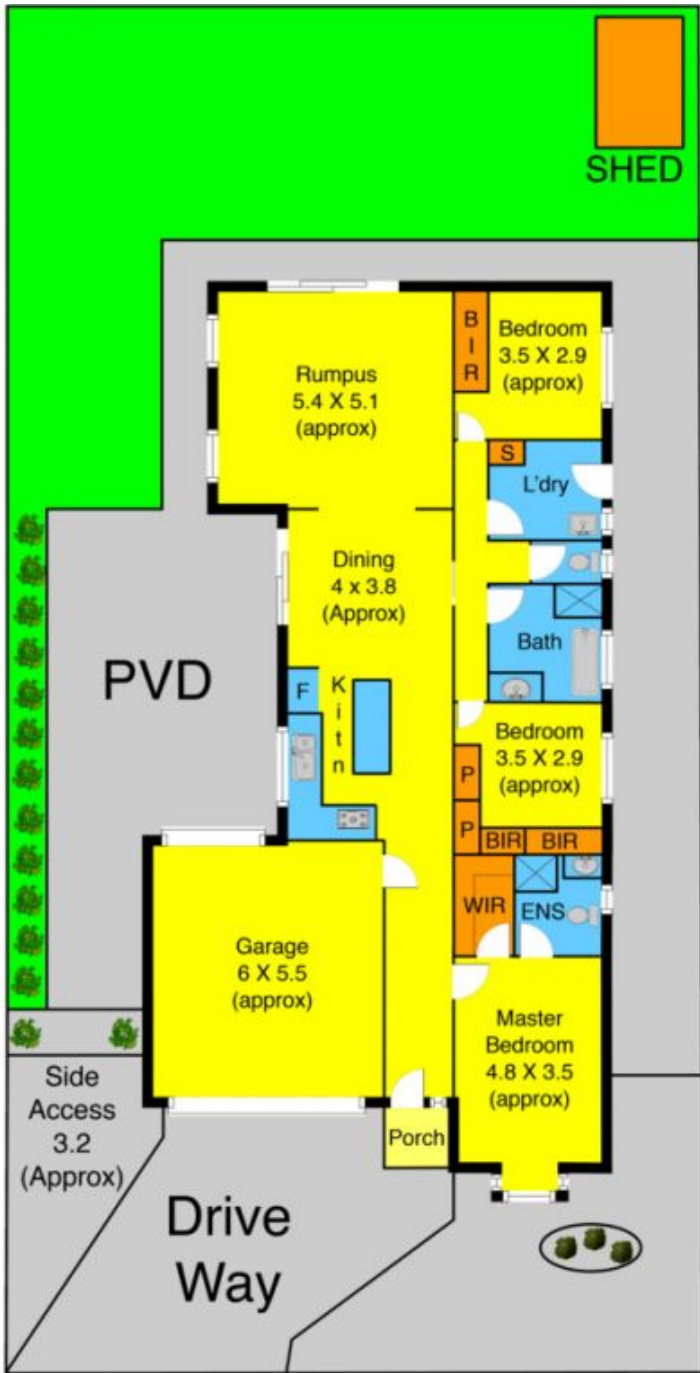 SHED
B
I
R
Bedroom
3.5 X 2.9
(approx)
Rumpus
5.4 X 5.1
(approx)
S
L'dry
Dining
4 x 3.8
(Approx)
Bath
PVD
F
K
i
t
n
Bedroom
3.5 X 2.9
(approx)
P
P
BIR
BIR
WIR
ENS
Garage
6 X 5.5
(approx)
Master
Bedroom
4.8 X 3.5
(approx)
Side
Access
3.2
(Approx)
Porch
Drive
Way